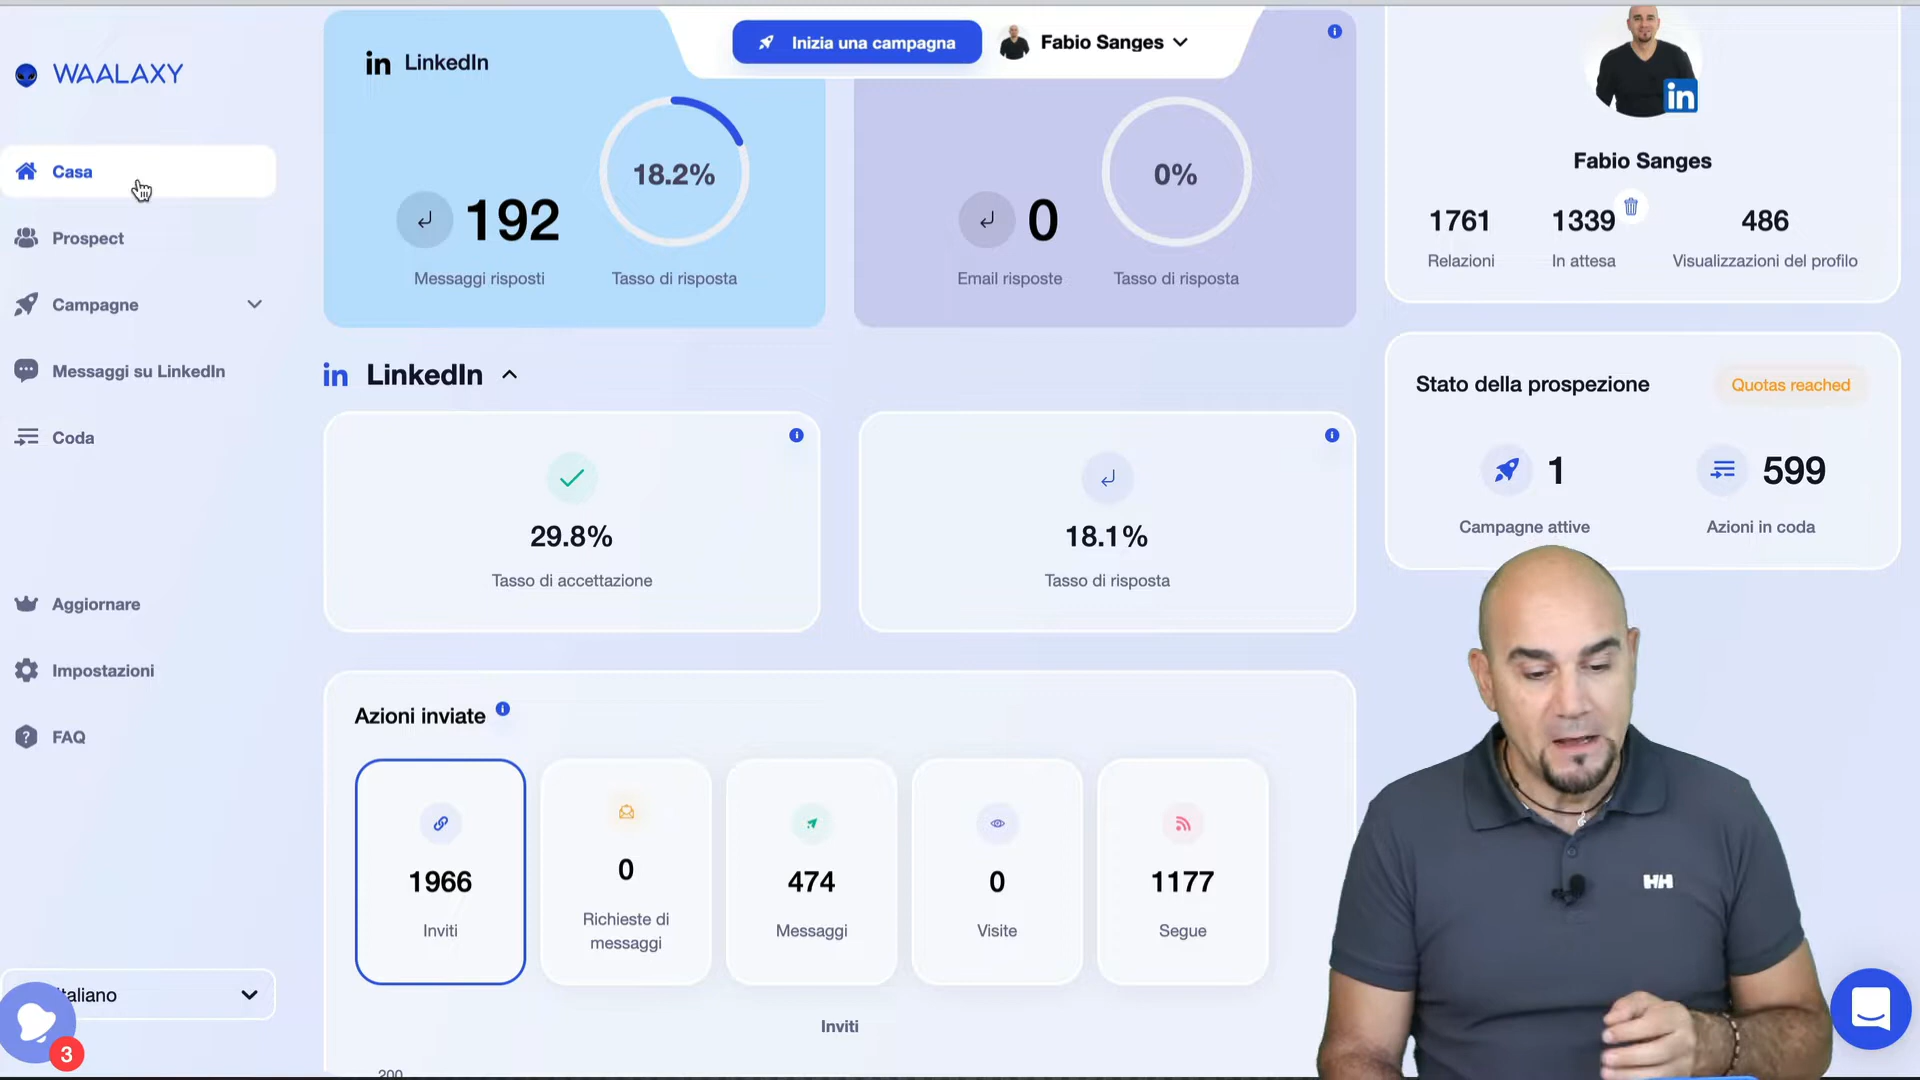 WAALAXY
Casa
Prospect
Campagne
Messaggi su LinkedIn
Coda
Aggiornare
Impostazioni
FAQ
taliano
3
in LinkedIn
192
Messaggi risposti
18.2%
Tasso di risposta
Inizia una campagna
Fabio Sanges
0
Email risposte
0%
Tasso di risposta
in LinkedIn
29.8%
Tasso di accettazione
18.1%
Tasso di risposta
Azioni inviate
1966
Inviti
0
Richieste di
messaggi
474
Messaggi
0
Visite
1177
Segue
Inviti
200
in
Fabio Sanges
1761
Relazioni
1339
In attesa
486
Visualizzazioni del profilo
Stato della prospezione
Quotas reached
1
Campagne attive
599
Azioni in coda
HH